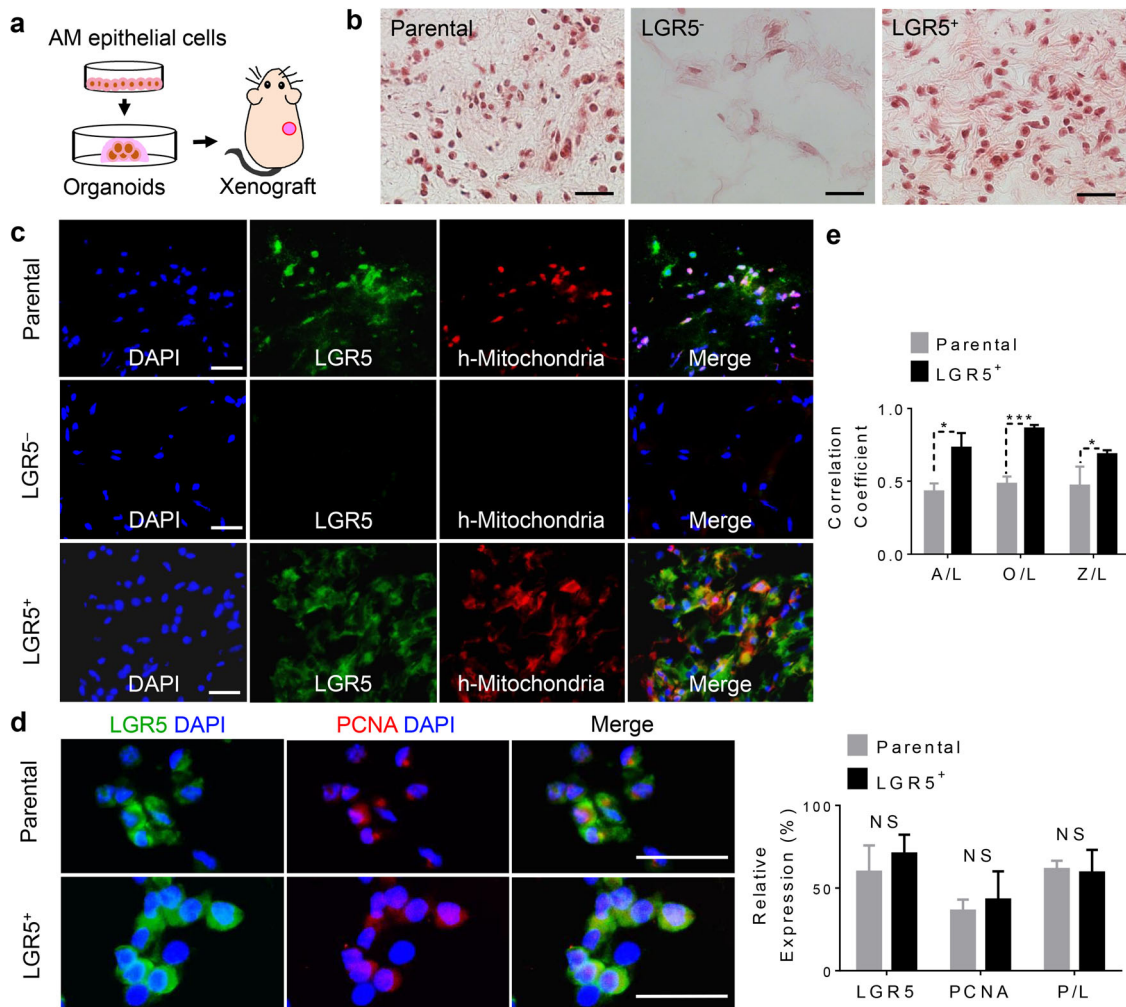 a
AM epithelial cells
Organoids
Xenograft
b
Parental
LGR5⁻
LGR5⁺
c
Parental
DAPI
LGR5
h-Mitochondria
Merge
LGR5⁻
DAPI
LGR5
h-Mitochondria
Merge
LGR5⁺
DAPI
LGR5
h-Mitochondria
Merge
e
Parental
LGR5⁺
Correlation
Coefficient
1.0
0.5
0.0
*
***
*
A/L
O/L
Z/L
d
LGR5 DAPI
PCNA DAPI
Merge
Parental
LGR5⁺
Parental
LGR5⁺
Relative
Expression (%)
100
50
0
NS
NS
NS
LGR5
PCNA
P/L